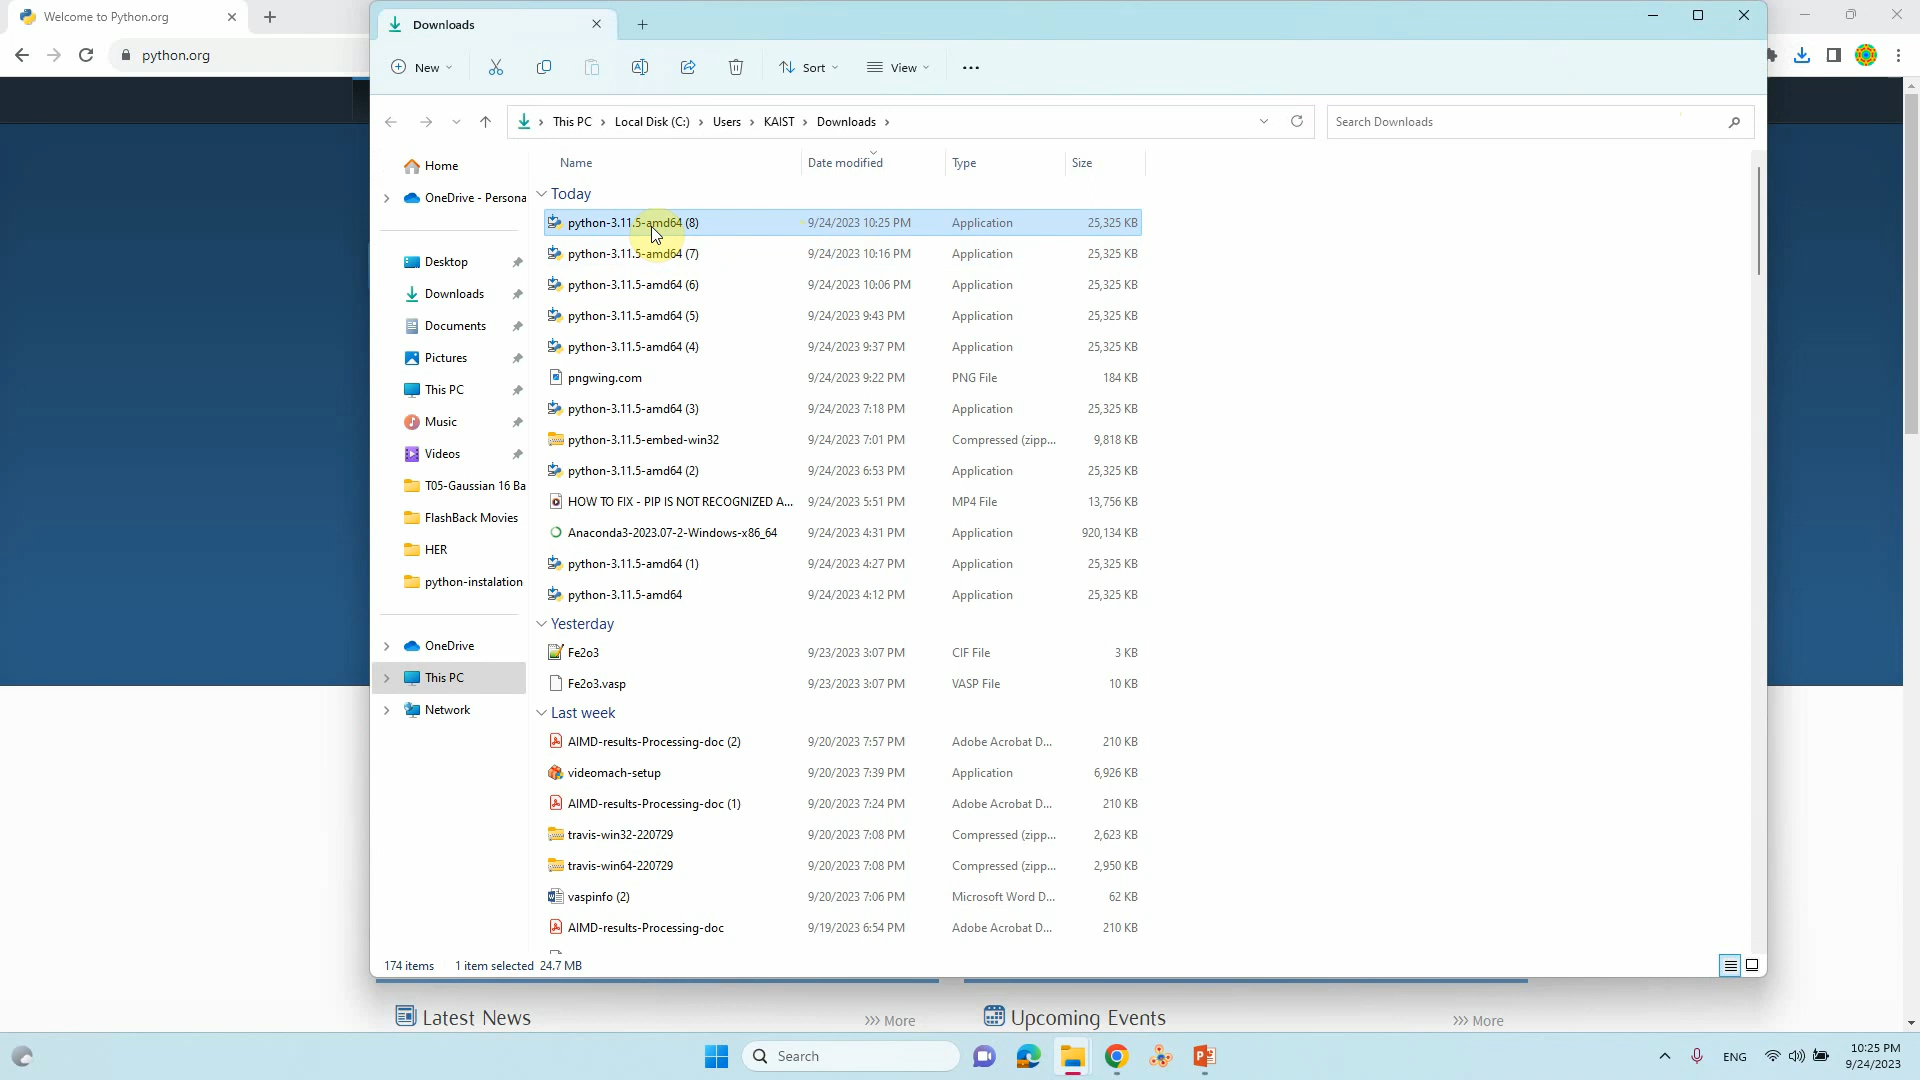 Welcome to Python.org
python.org
Downloads
New
Sort
View
This PC
Local Disk (C:)
Users
KAIST
Downloads
Search Downloads
Home
OneDrive - Persona
Desktop
Downloads
Documents
Pictures
This PC
Music
Videos
T05-Gaussian 16 Ba
FlashBack Movies
HER
python-instalation
OneDrive
This PC
Network
Name Date modified Type Size
Today
python-3.11.5-amd64 (8) 9/24/2023 10:25 PM Application 25,325 KB
python-3.11.5-amd64 (7) 9/24/2023 10:16 PM Application 25,325 KB
python-3.11.5-amd64 (6) 9/24/2023 10:06 PM Application 25,325 KB
python-3.11.5-amd64 (5) 9/24/2023 9:43 PM Application 25,325 KB
python-3.11.5-amd64 (4) 9/24/2023 9:37 PM Application 25,325 KB
pngwing.com 9/24/2023 9:22 PM PNG File 184 KB
python-3.11.5-amd64 (3) 9/24/2023 7:18 PM Application 25,325 KB
python-3.11.5-embed-win32 9/24/2023 7:01 PM Compressed (zipp... 9,818 KB
python-3.11.5-amd64 (2) 9/24/2023 6:53 PM Application 25,325 KB
HOW TO FIX - PIP IS NOT RECOGNIZED A... 9/24/2023 5:51 PM MP4 File 13,756 KB
Anaconda3-2023.07-2-Windows-x86_64 9/24/2023 4:31 PM Application 920,134 KB
python-3.11.5-amd64 (1) 9/24/2023 4:27 PM Application 25,325 KB
python-3.11.5-amd64 9/24/2023 4:12 PM Application 25,325 KB
Yesterday
Fe2o3 9/23/2023 3:07 PM CIF File 3 KB
Fe2o3.vasp 9/23/2023 3:07 PM VASP File 10 KB
Last week
AIMD-results-Processing-doc (2) 9/20/2023 7:57 PM Adobe Acrobat D... 210 KB
videomach-setup 9/20/2023 7:39 PM Application 6,926 KB
AIMD-results-Processing-doc (1) 9/20/2023 7:24 PM Adobe Acrobat D... 210 KB
travis-win32-220729 9/20/2023 7:08 PM Compressed (zipp... 2,623 KB
travis-win64-220729 9/20/2023 7:08 PM Compressed (zipp... 2,950 KB
vaspinfo (2) 9/20/2023 7:06 PM Microsoft Word D... 62 KB
AIMD-results-Processing-doc 9/19/2023 6:54 PM Adobe Acrobat D... 210 KB
174 items 1 item selected 24.7 MB
Latest News
>>> More
Upcoming Events
>>> More
Search
ENG
10:25 PM
9/24/2023